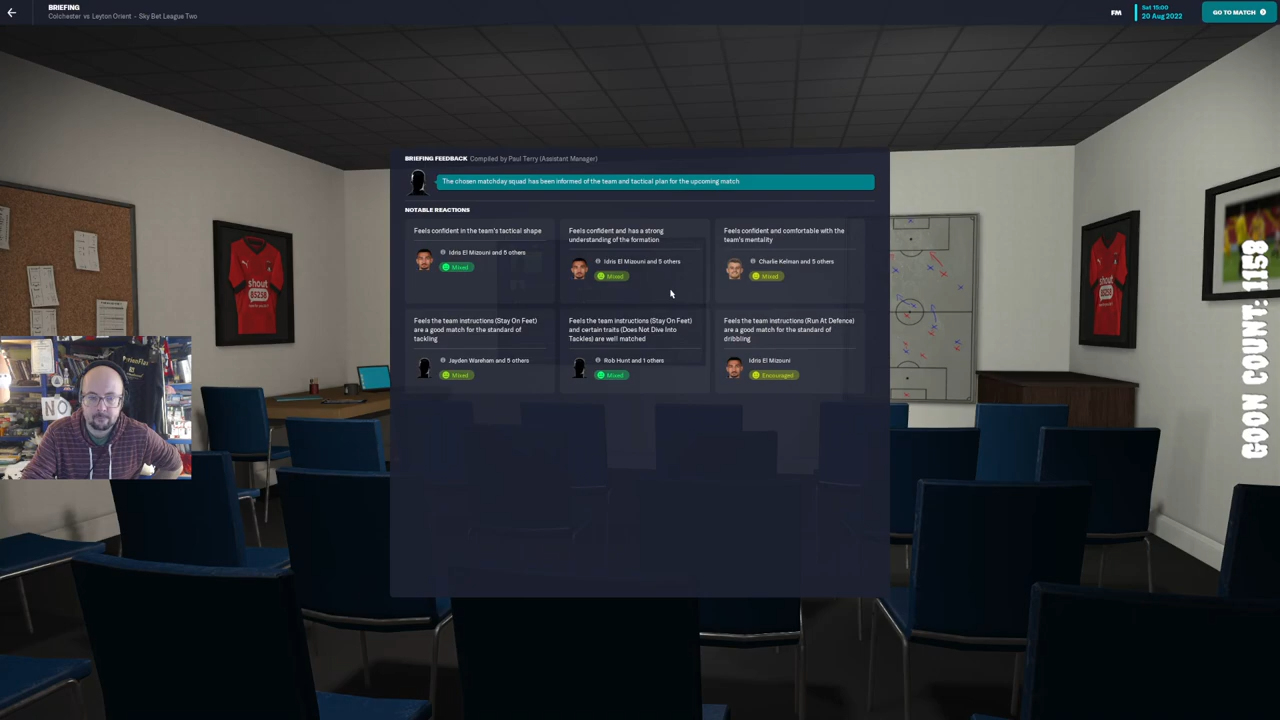 BRIEFING
Colchester vs Leyton Orient - Sky Bet League Two
FM
Sat 15:00
20 Aug 2022
GO TO MATCH
BRIEFING FEEDBACK Compiled by Paul Terry (Assistant Manager)
The chosen matchday squad has been informed of the team and tactical plan for the upcoming match
NOTABLE REACTIONS
Feels confident in the team's tactical shape
Idris El Mizouni and 5 others
Mixed
Feels confident and has a strong
understanding of the formation
Idris El Mizouni and 5 others
Mixed
Feels confident and comfortable with the
team's mentality
Charlie Kelman and 5 others
Mixed
Feels the team instructions (Stay On Feet)
are a good match for the standard of
tackling
Jayden Wareham and 5 others
Mixed
Feels the team instructions (Stay On Feet)
and certain traits (Does Not Dive Into
Tackles) are well matched
Rob Hunt and 1 others
Mixed
Feels the team instructions (Run At Defence)
are a good match for the standard of
dribbling
Idris El Mizouni
Encouraged
shout
shout
NO
GOON COUNT: 1158